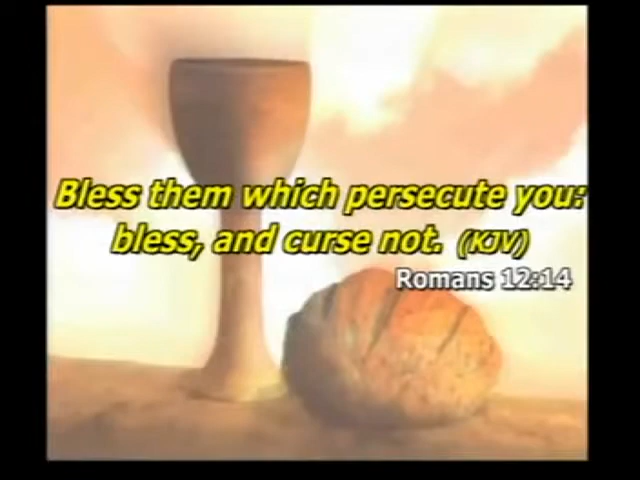 Bless them which persecute you:
bless, and curse not. (KJV)
Romans 12:14